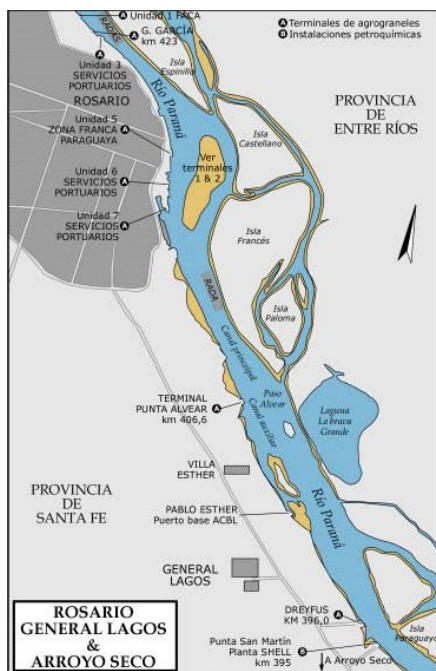 A Unidad 1 FACA
A G. GARCÍA
km 423
RADAS
A Terminales de agrograneles
B Instalaciones petroquímicas
A
Unidad 3
SERVICIOS
PORTUARIOS
ROSARIO
Isla
Espinillo
Río Paraná
PROVINCIA
DE
ENTRE RÍOS
Unidad 5
ZONA FRANCA A
PARAGUAYA
Isla
Castellano
Ver
terminales
1 & 2
Unidad 6
SERVICIOS A
PORTUARIOS
Unidad 7
SERVICIOS A
PORTUARIOS
Isla
Francés
RADA
Isla
Paloma
Canal principal
Paso
Alvear
Canal auxiliar
TERMINAL
PUNTA ALVEAR A
km 406,6
Laguna
La brava
Grande
VILLA
ESTHER
PROVINCIA
DE
SANTA FE
Río Paraná
PABLO ESTHER
Puerto base ACBL
GENERAL
LAGOS
DREYFUS A
KM 396,0
Punta San Martín
Planta SHELL B
km 395
Isla
Paraguayo
A Arroyo Seco
ROSARIO
GENERAL LAGOS
&
ARROYO SECO